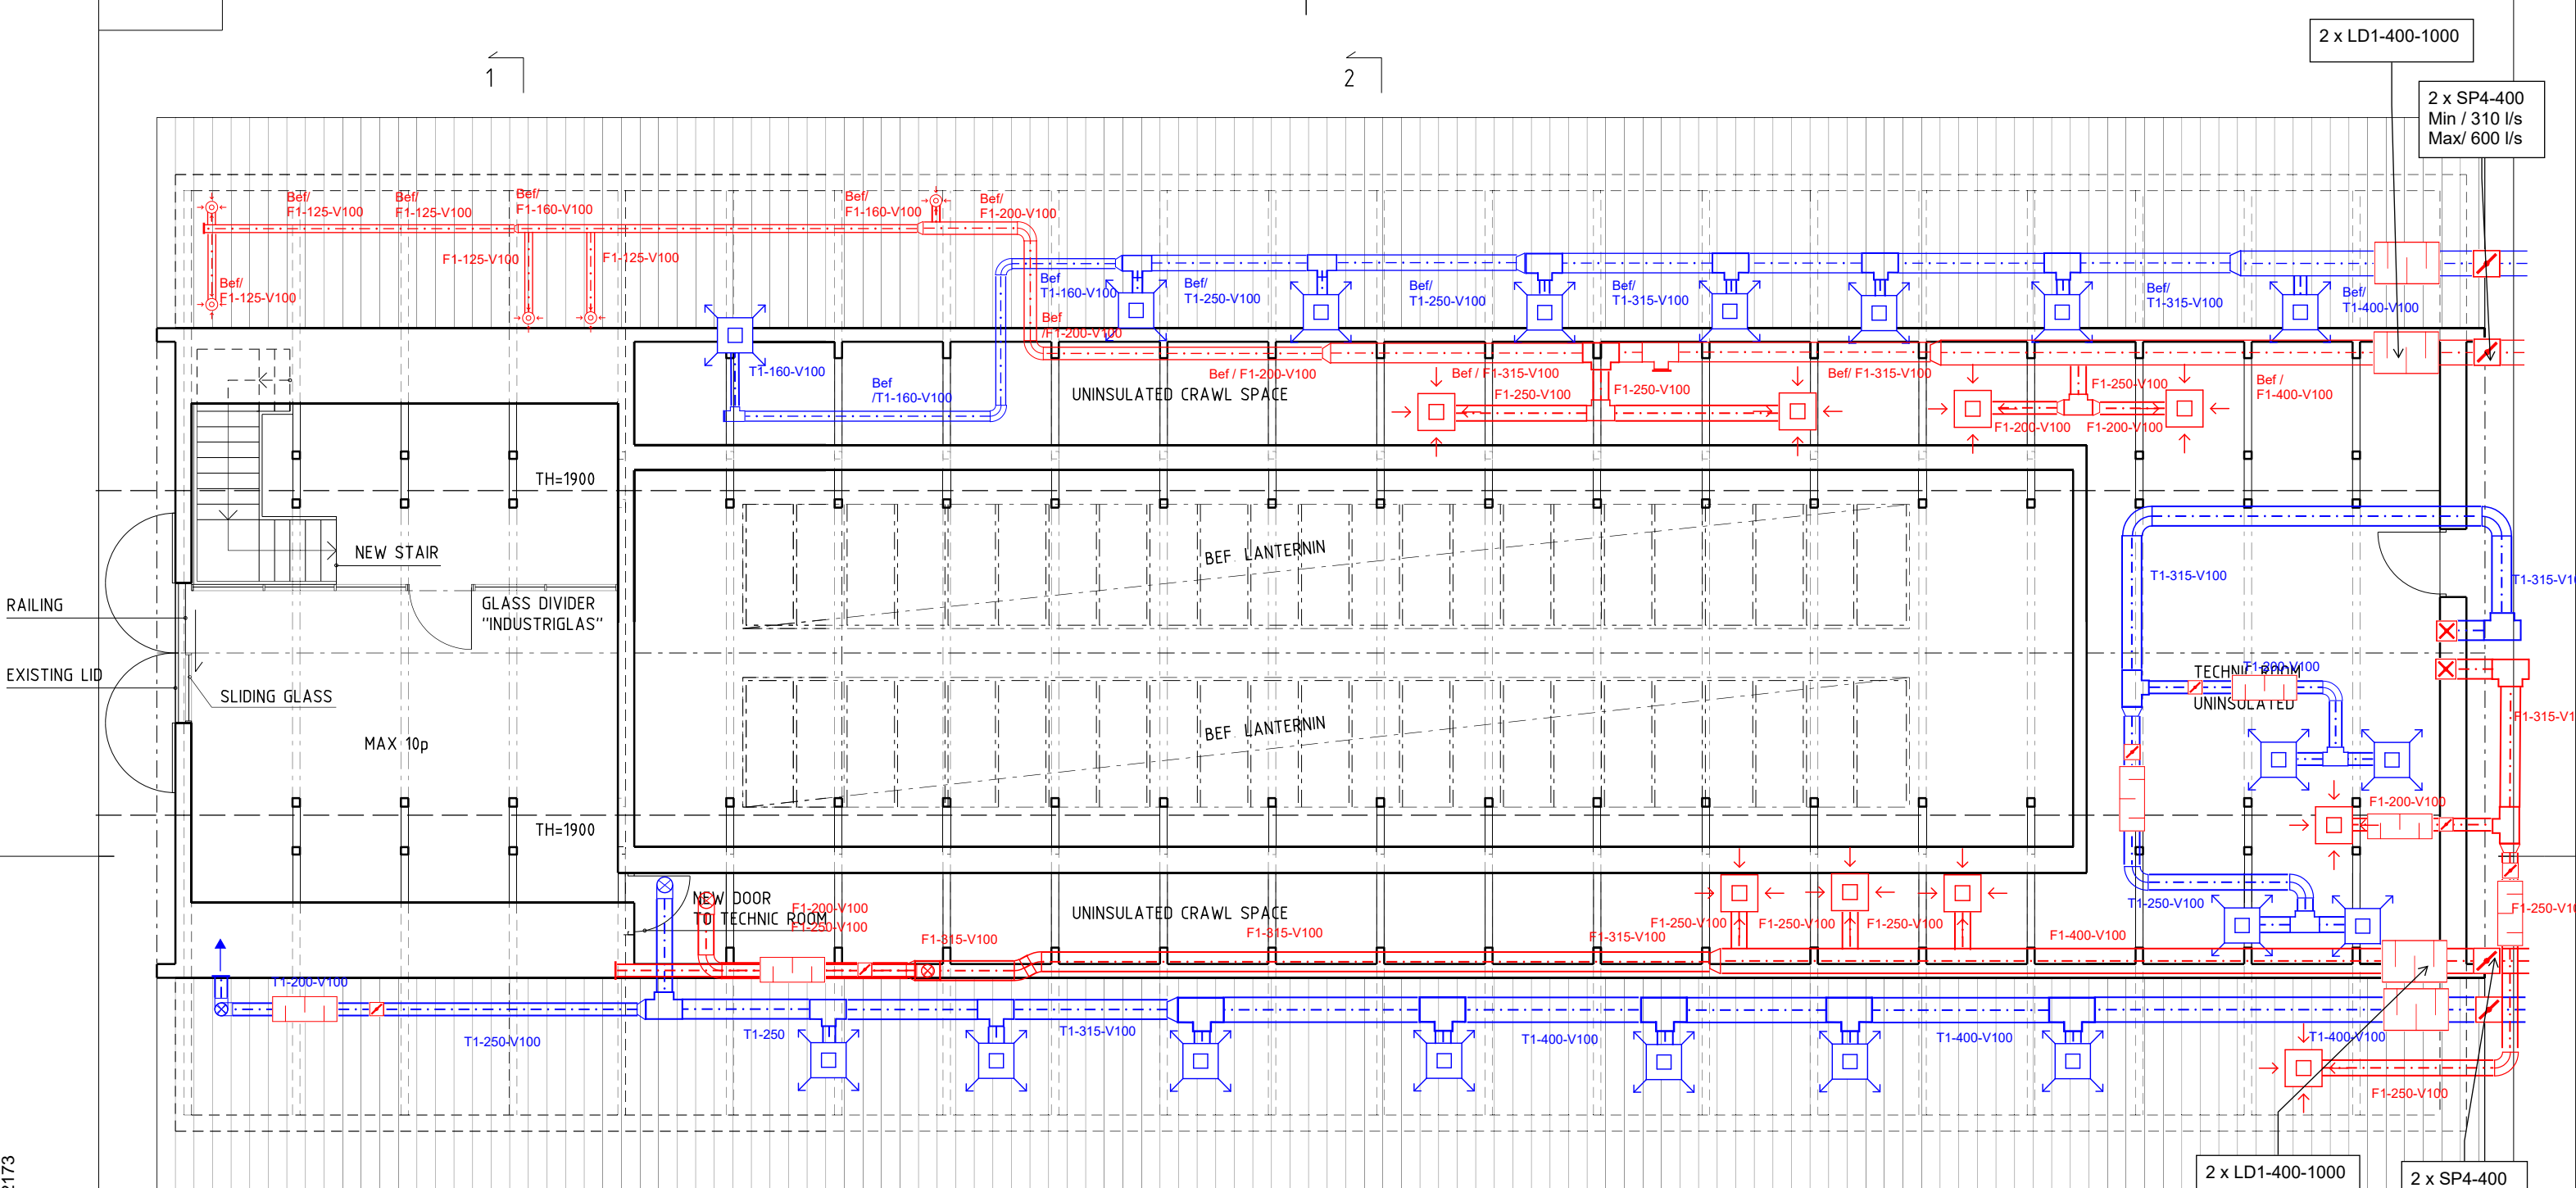 2 x LD1-400-1000
2 x SP4-400
Min / 310 l/s
Max/ 600 l/s
1
2
Bef/
F1-125-V100
Bef/
F1-125-V100
Bef/
F1-160-V100
Bef/
F1-160-V100
Bef/
F1-200-V100
F1-125-V100
F1-125-V100
Bef/
F1-125-V100
Bef
T1-160-V100
Bef/
T1-250-V100
Bef/
T1-250-V100
Bef/
T1-315-V100
Bef/
T1-315-V100
Bef/
T1-400-V100
Bef
/F1-200-V100
T1-160-V100
Bef
/T1-160-V100
UNINSULATED CRAWL SPACE
Bef / F1-200-V100
Bef / F1-315-V100
F1-250-V100
F1-250-V100
Bef/ F1-315-V100
F1-250-V100
F1-200-V100
F1-200-V100
Bef /
F1-400-V100
TH=1900
NEW STAIR
RAILING
GLASS DIVIDER
"INDUSTRIGLAS"
BEF. LANTERNIN
T1-315-V100
T1-315-V10
EXISTING LID
SLIDING GLASS
MAX 10p
BEF. LANTERNIN
T1-200-V100
TECHNIC ROOM
UNINSULATED
F1-315-V1
F1-200-V100
TH=1900
NEW DOOR
TO TECHNIC ROOM
F1-200-V100
F1-250-V100
F1-315-V100
UNINSULATED CRAWL SPACE
F1-315-V100
F1-315-V100
F1-250-V100
F1-250-V100
F1-250-V100
F1-400-V100
T1-250-V100
F1-250-V10
T1-200-V100
T1-250-V100
T1-250
T1-315-V100
T1-400-V100
T1-400-V100
T1-400-V100
F1-250-V100
2173
2 x LD1-400-1000
2 x SP4-400